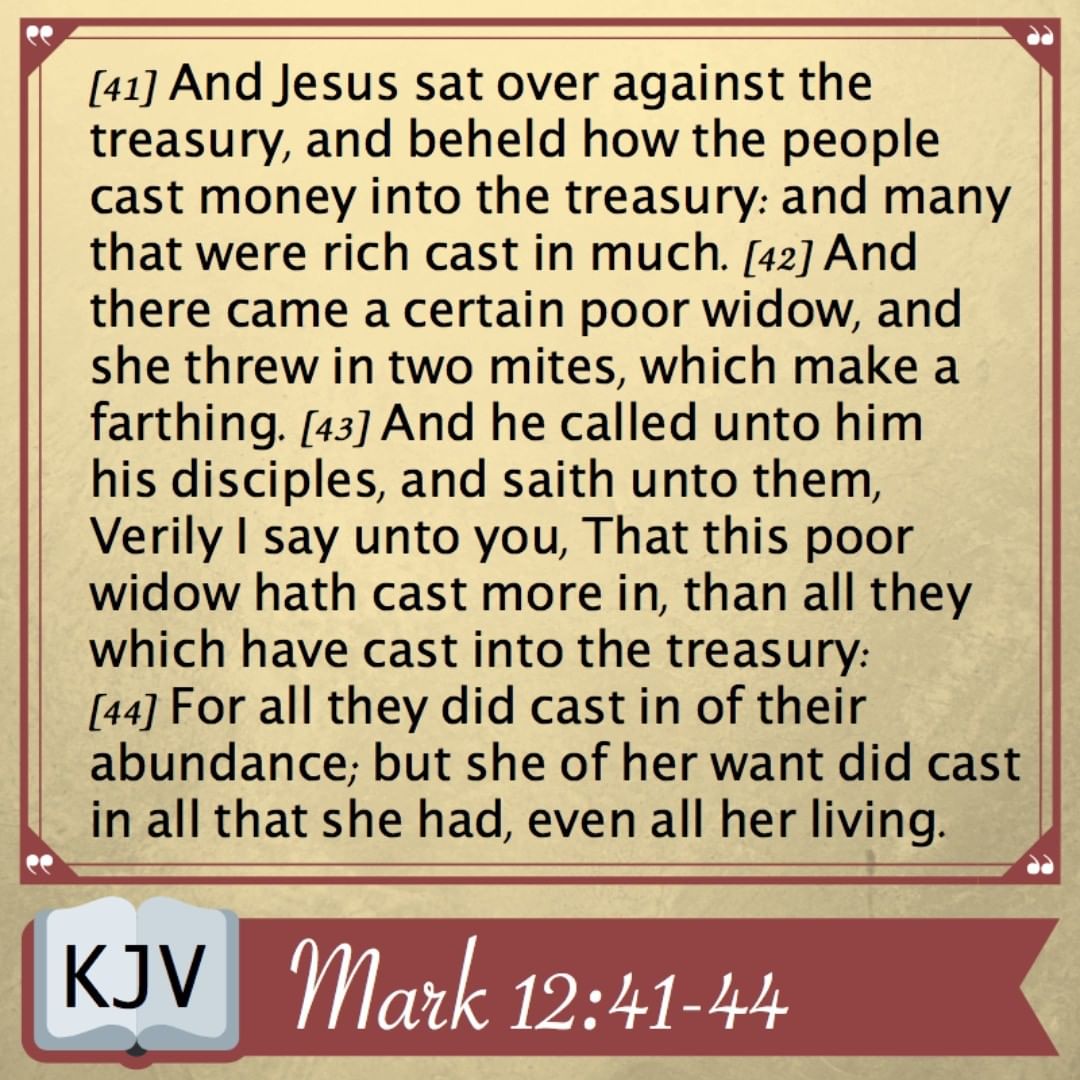 [41] And Jesus sat over against the
treasury, and beheld how the people
cast money into the treasury: and many
that were rich cast in much. [42] And
there came a certain poor widow, and
she threw in two mites, which make a
farthing. [43] And he called unto him
his disciples, and saith unto them,
Verily I say unto you, That this poor
widow hath cast more in, than all they
which have cast into the treasury:
[44] For all they did cast in of their
abundance; but she of her want did cast
in all that she had, even all her living.
KJV
Mark 12:41-44